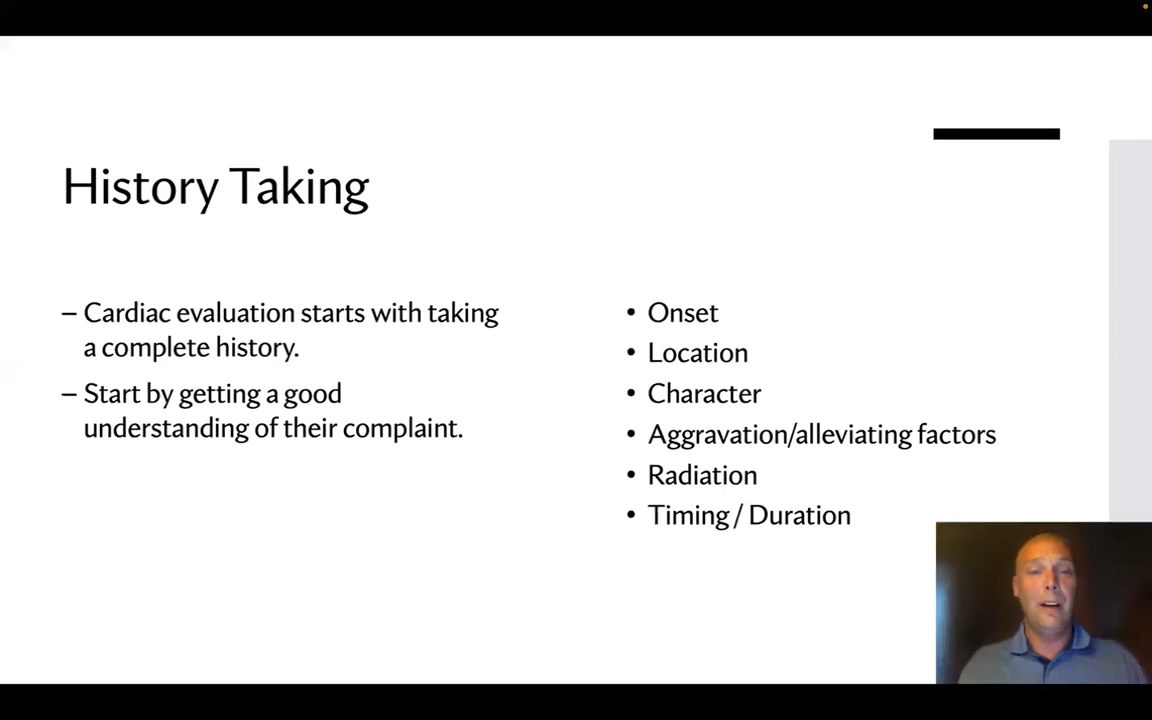 History Taking
– Cardiac evaluation starts with taking
a complete history.
– Start by getting a good
understanding of their complaint.
• Onset
• Location
• Character
• Aggravation/alleviating factors
• Radiation
• Timing / Duration